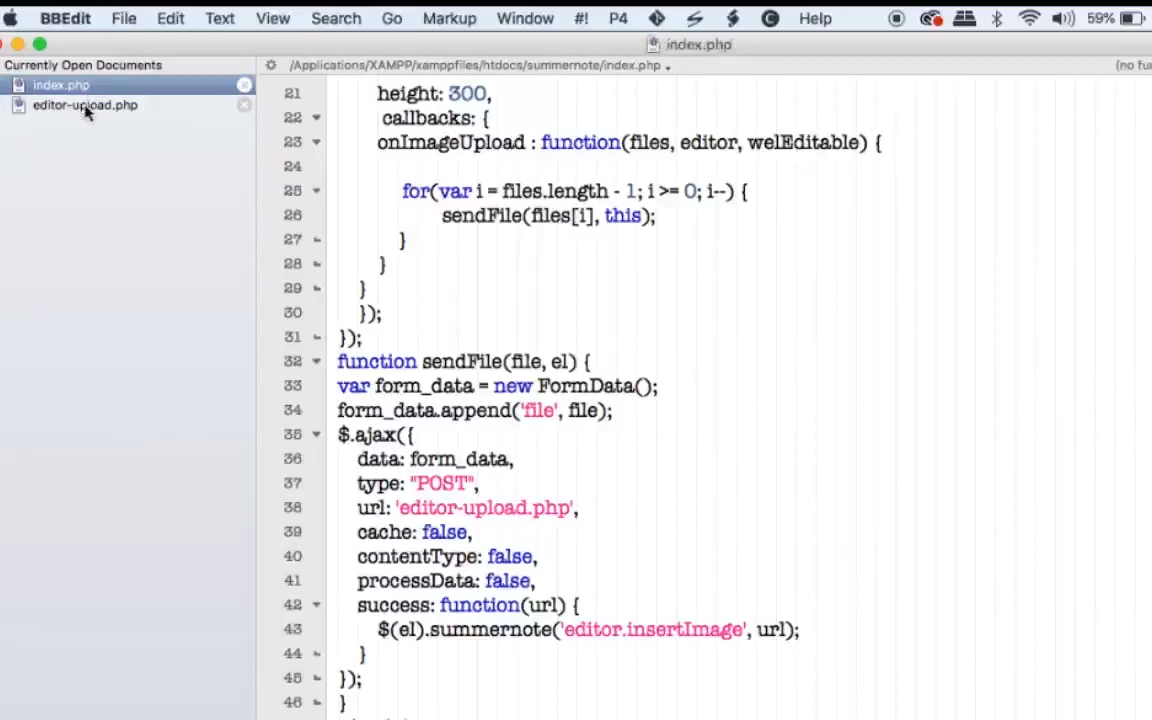 BBEdit File Edit Text View Search Go Markup Window #! P4 Help 59%
index.php
Currently Open Documents
/Applications/XAMPP/xamppfiles/htdocs/summernote/index.php
(no fu
index.php
editor-upload.php
21 height: 300,
22 callbacks: {
23 onImageUpload : function(files, editor, welEditable) {
24
25 for(var i = files.length - 1; i >= 0; i--) {
26 sendFile(files[i], this);
27 }
28 }
29 }
30 });
31 });
32 function sendFile(file, el) {
33 var form_data = new FormData();
34 form_data.append('file', file);
35 $.ajax({
36 data: form_data,
37 type: "POST",
38 url: 'editor-upload.php',
39 cache: false,
40 contentType: false,
41 processData: false,
42 success: function(url) {
43 $(el).summernote('editor.insertImage', url);
44 }
45 });
46 }